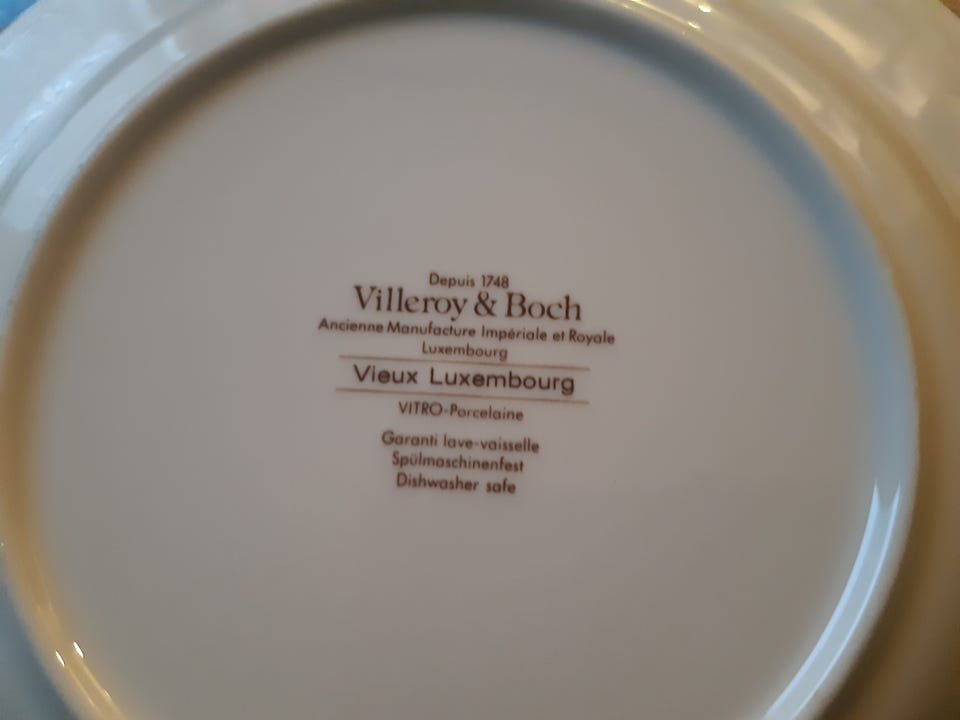 Depuis 1748
Villeroy & Boch
Ancienne Manufacture Impériale et Royale
Luxembourg
Vieux Luxembourg
VITRO-Porcelaine
Garanti lave-vaisselle
Spülmaschinenfest
Dishwasher safe